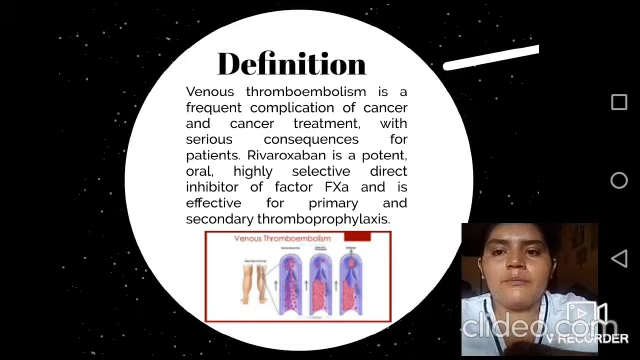 Definition
Venous thromboembolism is a
frequent complication of cancer
and cancer treatment, with
serious consequences for
patients. Rivaroxaban is a potent,
oral, highly selective direct
inhibitor of factor FXa and is
effective for primary and
secondary thromboprophylaxis.
Venous Thromboembolism
clideo.com
V RECORDER